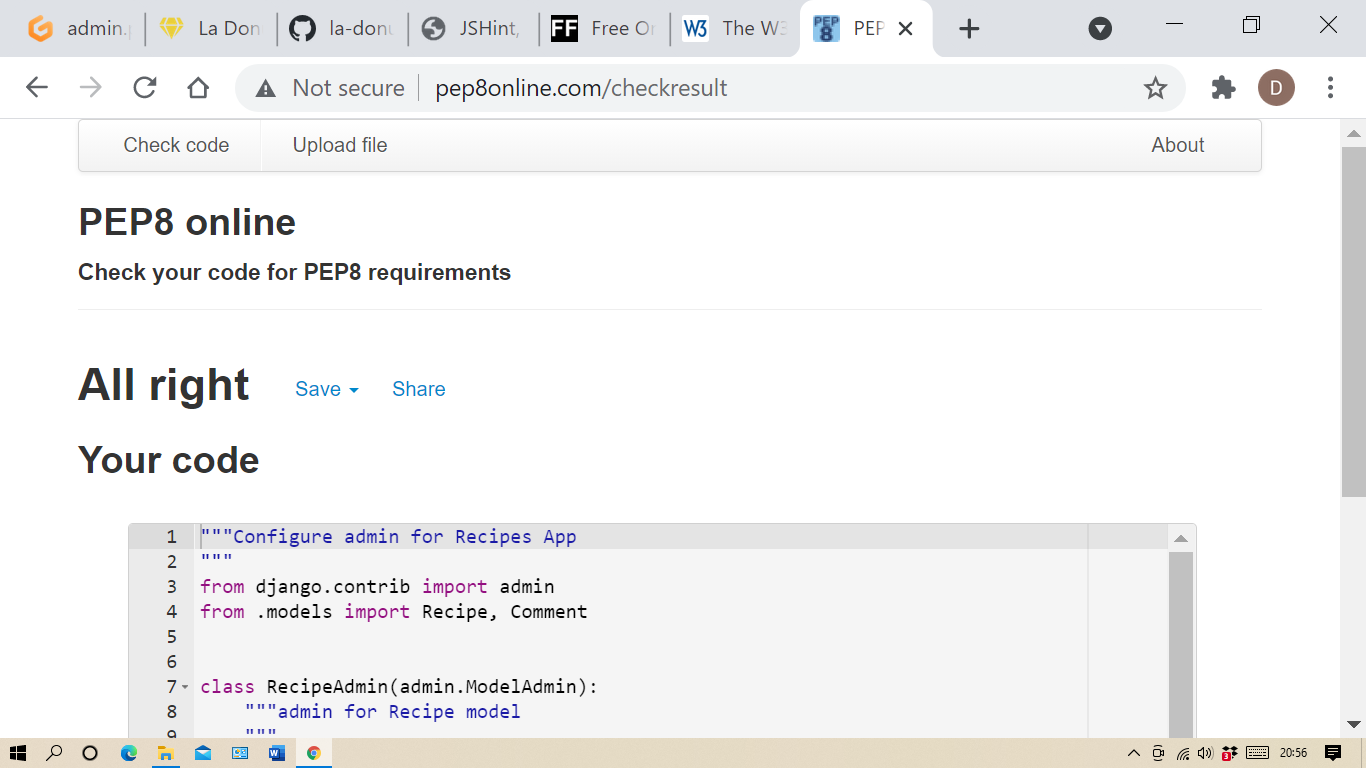 admin.p La Don la-donu JSHint, Free Or The W3 PEP
Not secure pep8online.com/checkresult D
Check code Upload file About
PEP8 online
Check your code for PEP8 requirements
All right Save Share
Your code
1 """Configure admin for Recipes App
2 """
3 from django.contrib import admin
4 from .models import Recipe, Comment
5
6
7 class RecipeAdmin(admin.ModelAdmin):
8 """admin for Recipe model
9 """
20:56